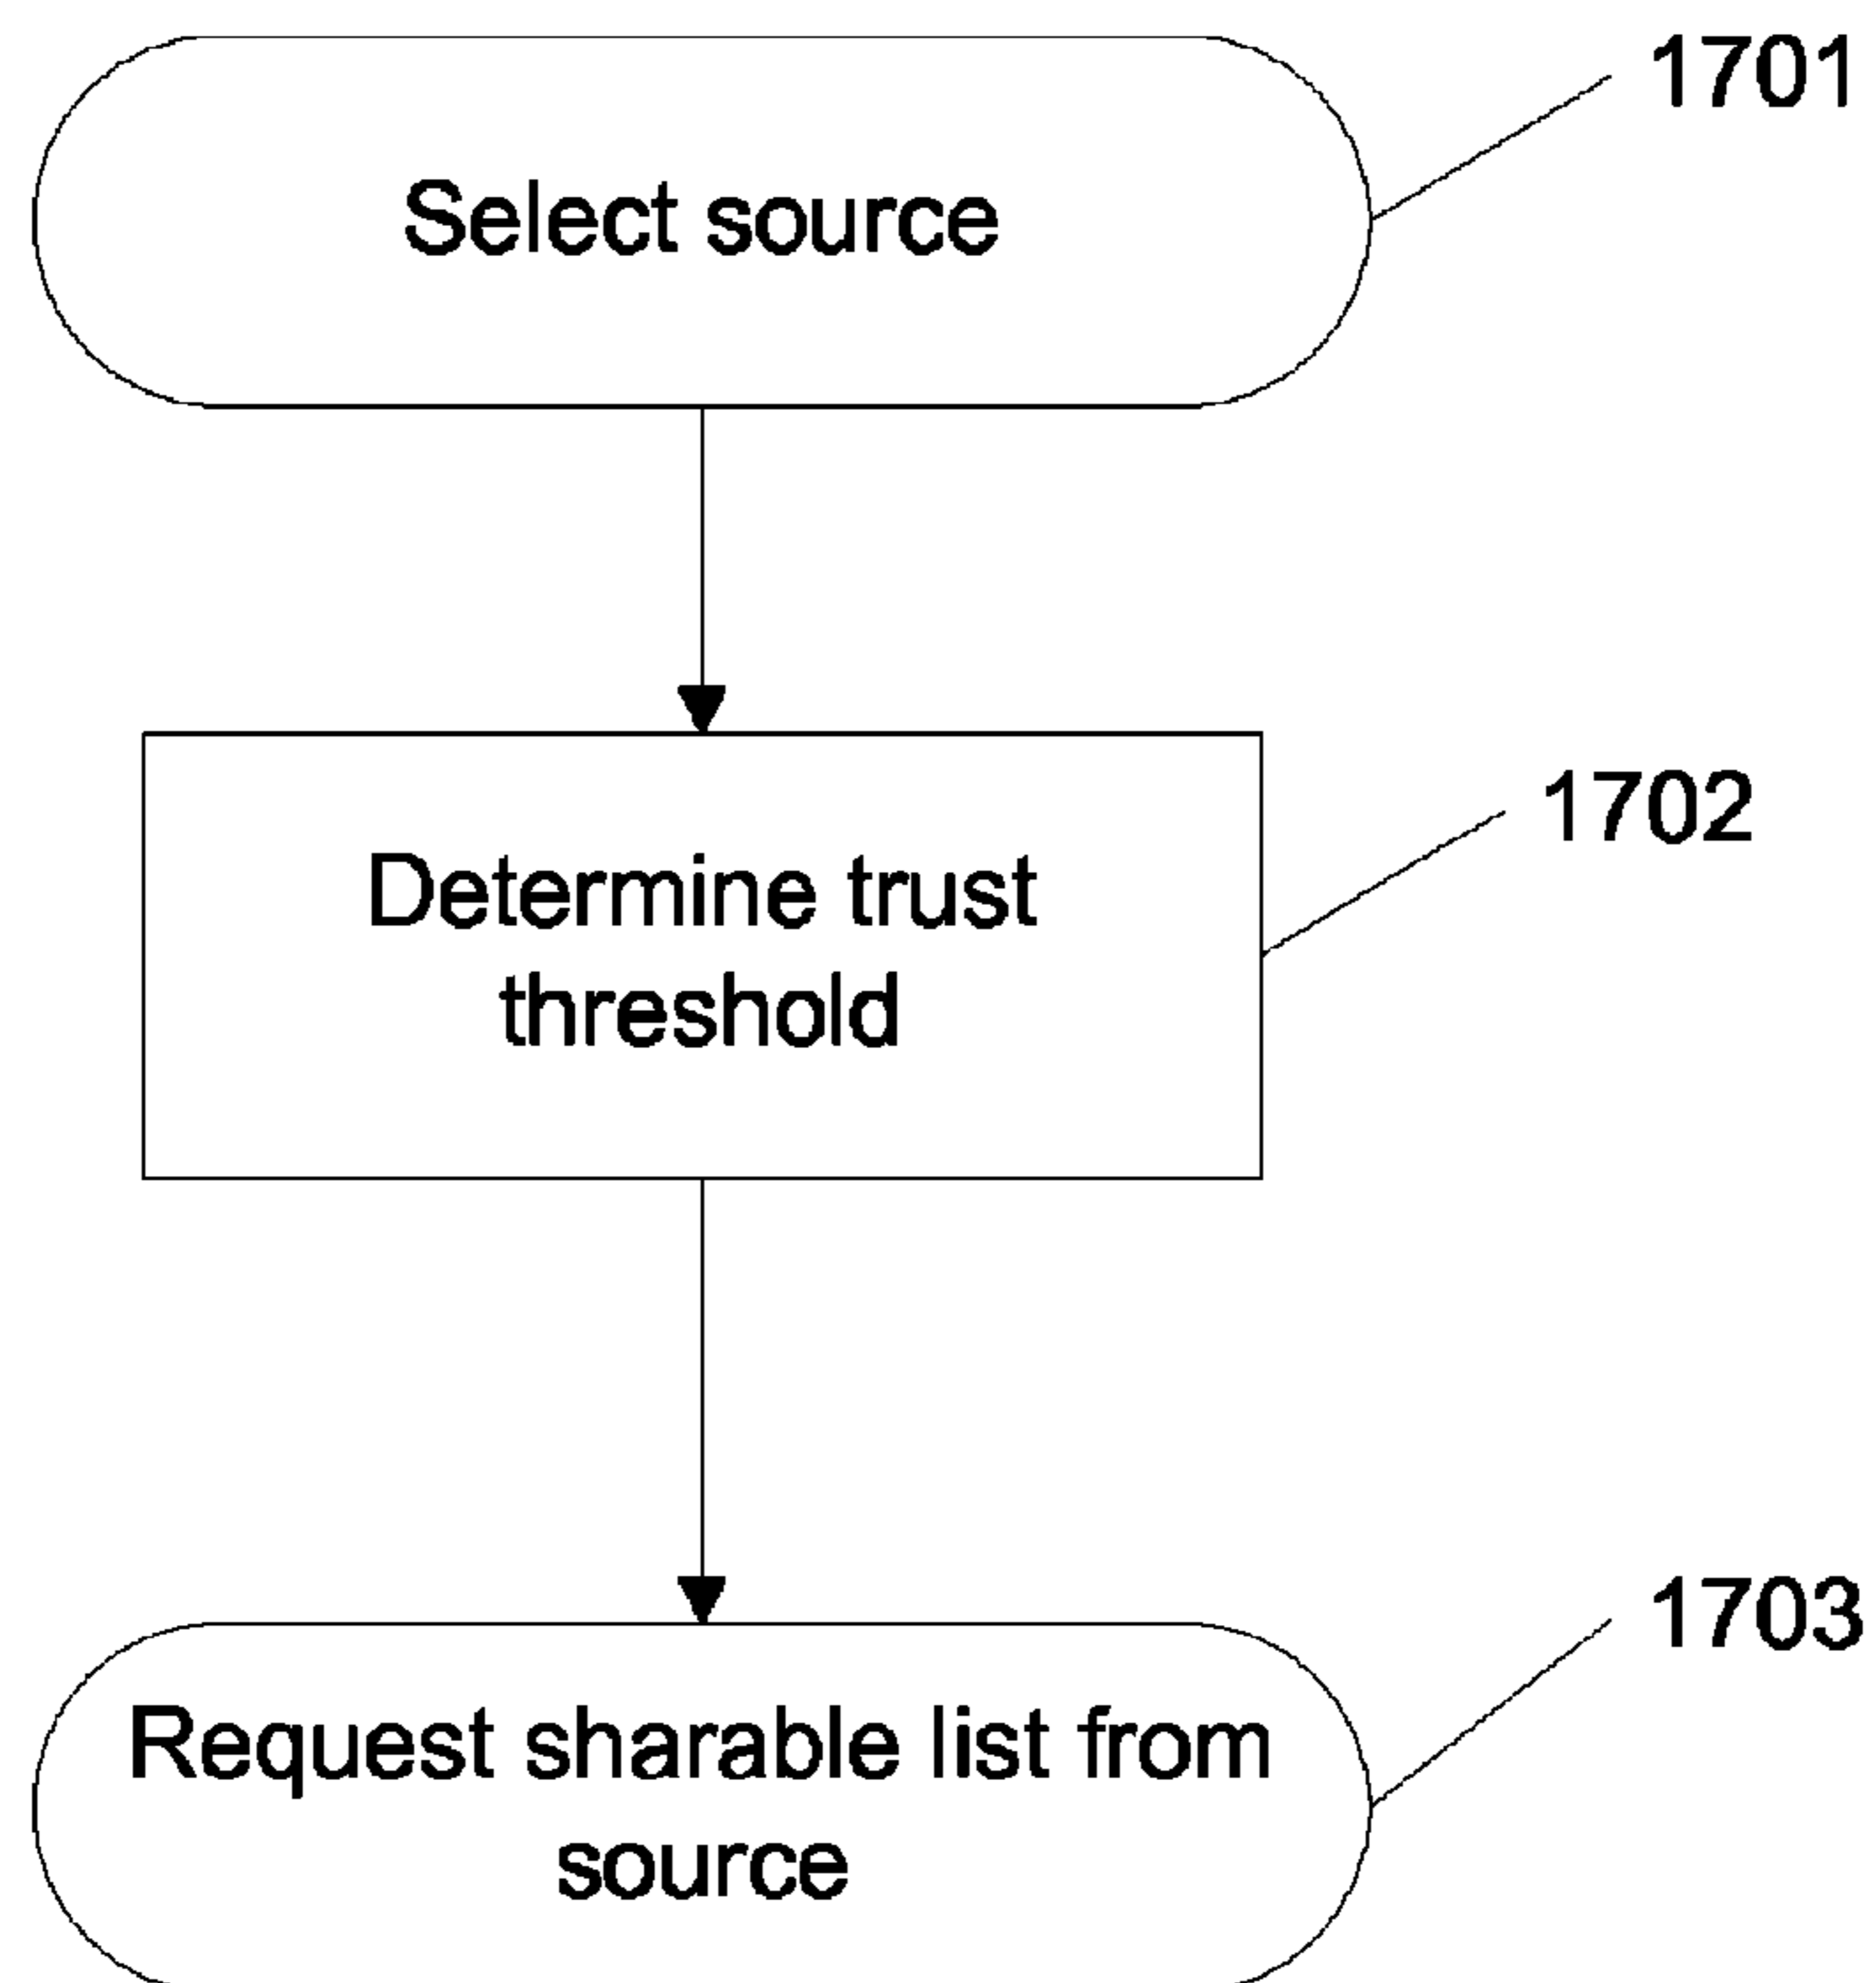 1701
Select source
1702
Determine trust
threshold
1703
Request sharable list from
source